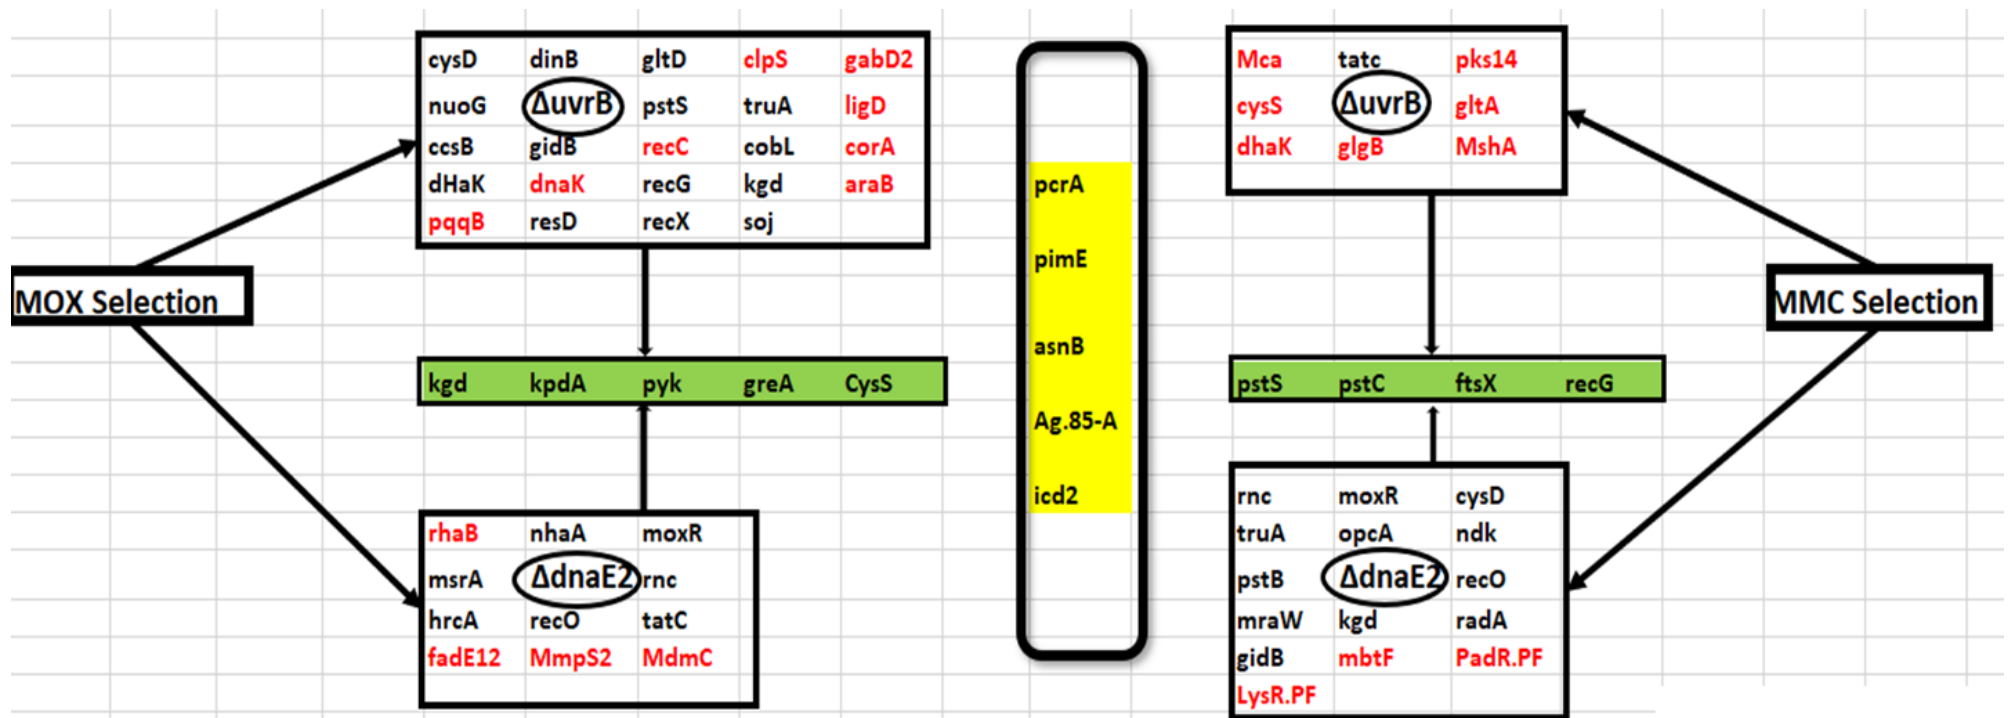 cysD dinB gltD clpS gabD2
nuoG ΔuvrB pstS truA ligD
ccsB gidB recC cobL corA
dHaK dnaK recG kgd araB
pqqB resD recX soj
MOX Selection
kgd kpdA pyk greA CysS
rhaB nhaA moxR
msrA ΔdnaE2 rnc
hrcA recO tatC
fadE12 MmpS2 MdmC
pcrA
pimE
asnB
Ag.85-A
icd2
Mca tatc pks14
cysS ΔuvrB gltA
dhaK glgB MshA
MMC Selection
pstS pstC ftsX recG
rnc moxR cysD
truA opcA ndk
pstB ΔdnaE2 recO
mraW kgd radA
gidB mbtF PadR.PF
LysR.PF